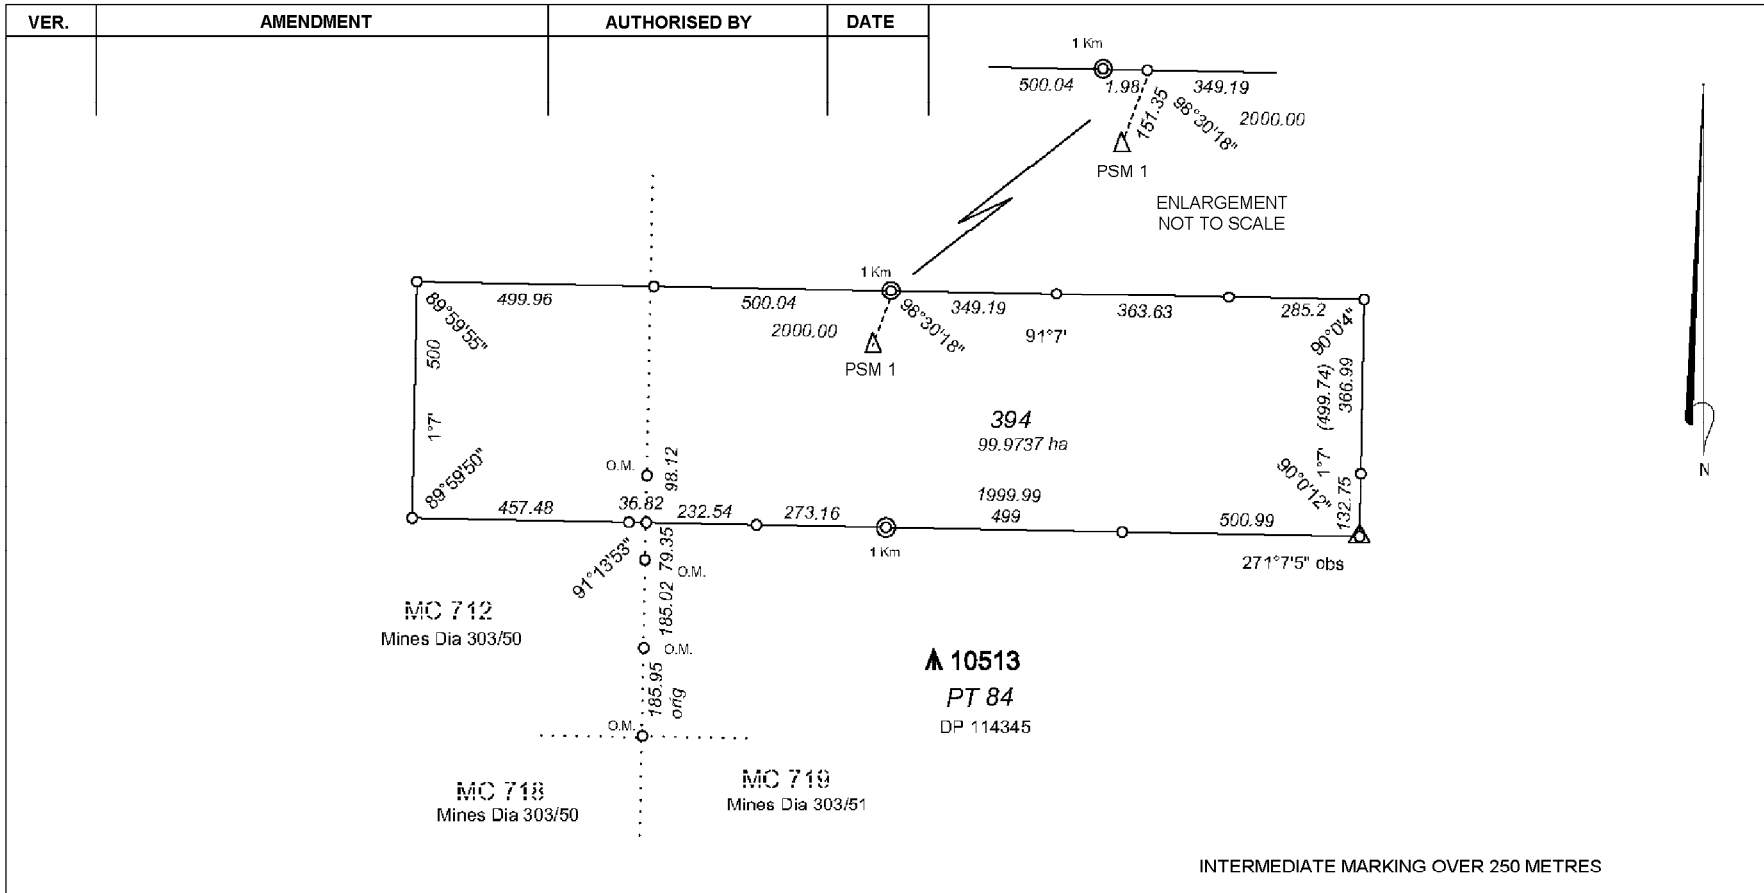 VER. AMENDMENT AUTHORISED BY DATE
1 Km
500.04 1.98 349.19
151.35
98°30'18"
2000.00
PSM 1
ENLARGEMENT
NOT TO SCALE
1 Km
499.96
500.04
349.19
363.63
285.2
89°59'55"
2000.00
98°30'18"
91°7'
90°0'4"
PSM 1
500
1°7'
(499.74)
366.99
1°7'
394
99.9737 ha
O.M.
98.12
89°59'50"
90°0'12"
132.75
457.48
36.82
232.54
273.16
1999.99
499
500.99
1 Km
271°7'5" obs
91°13'53"
79.35
O.M.
185.02
MC 712
Mines Dia 303/50
O.M.
185.95
orig
O.M.
10513
PT 84
DP 114345
MC 718
Mines Dia 303/50
MC 719
Mines Dia 303/51
N
INTERMEDIATE MARKING OVER 250 METRES